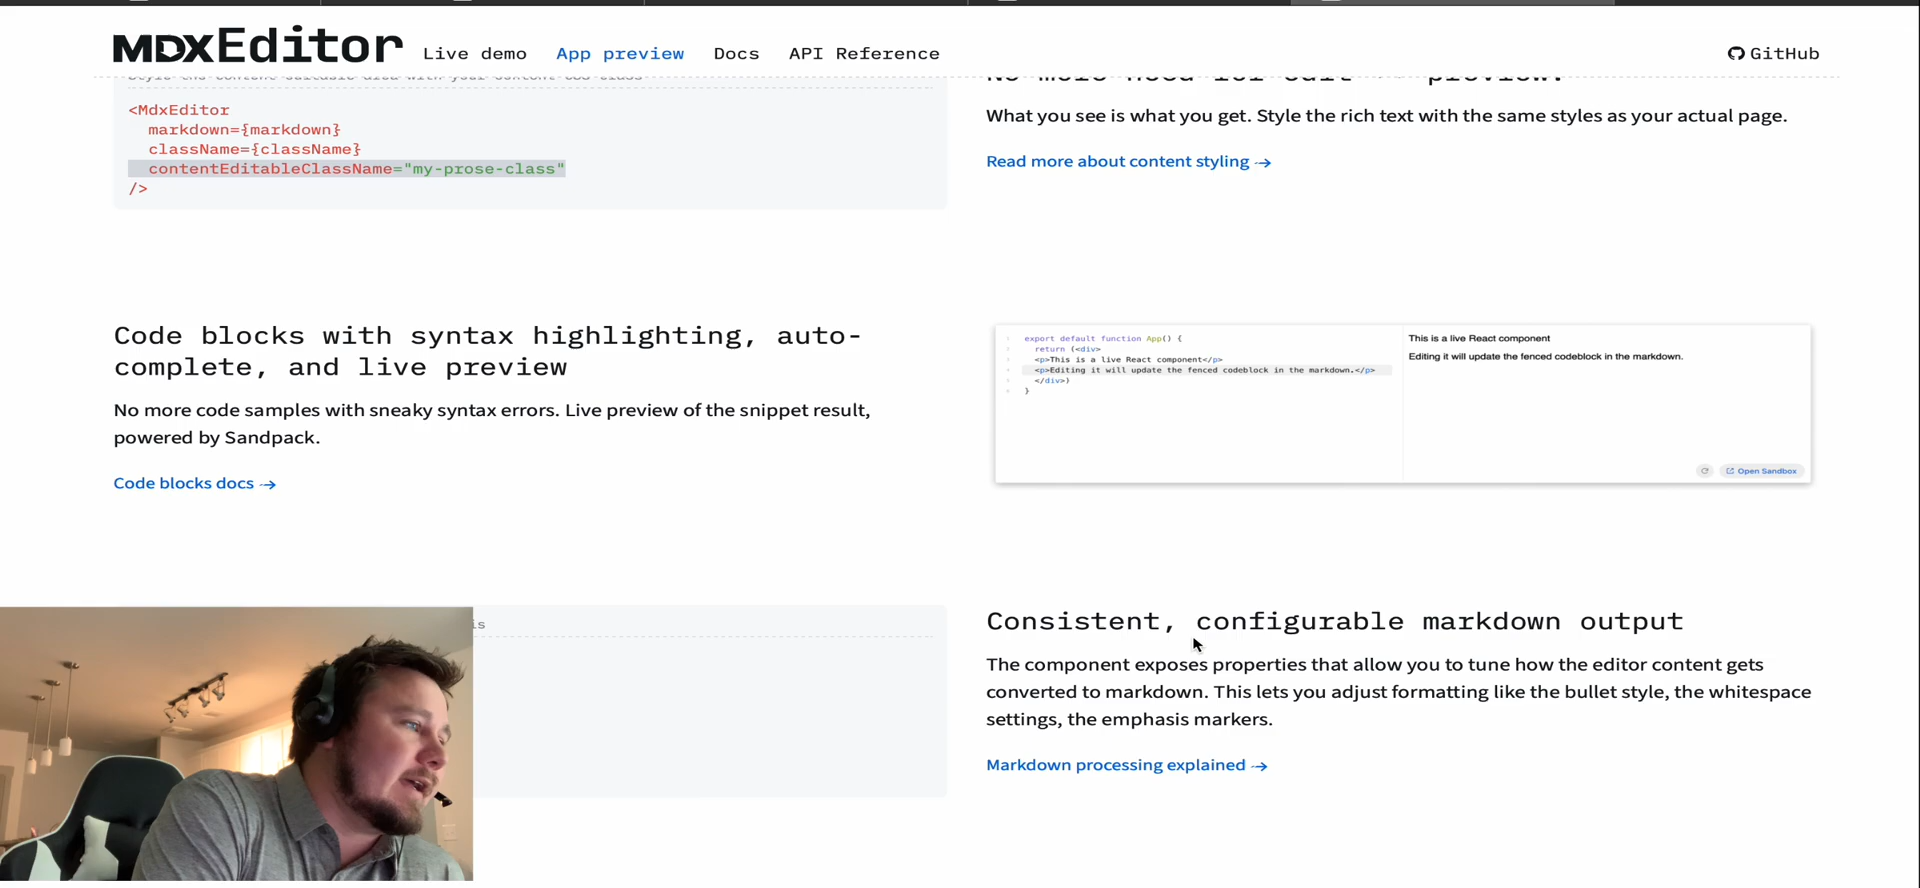 MDXEditor
Live demo
App preview
Docs
API Reference
GitHub
<MdxEditor
markdown={markdown}
className={className}
contentEditableClassName="my-prose-class"
/>
What you see is what you get. Style the rich text with the same styles as your actual page.
Read more about content styling →
Code blocks with syntax highlighting, auto-
complete, and live preview
No more code samples with sneaky syntax errors. Live preview of the snippet result,
powered by Sandpack.
Code blocks docs →
export default function App() {
return (<div>
<p>This is a live React component</p>
<p>Editing it will update the fenced codeblock in the markdown.</p>
</div>)
}
This is a live React component
Editing it will update the fenced codeblock in the markdown.
Open Sandbox
Consistent, configurable markdown output
The component exposes properties that allow you to tune how the editor content gets
converted to markdown. This lets you adjust formatting like the bullet style, the whitespace
settings, the emphasis markers.
Markdown processing explained →